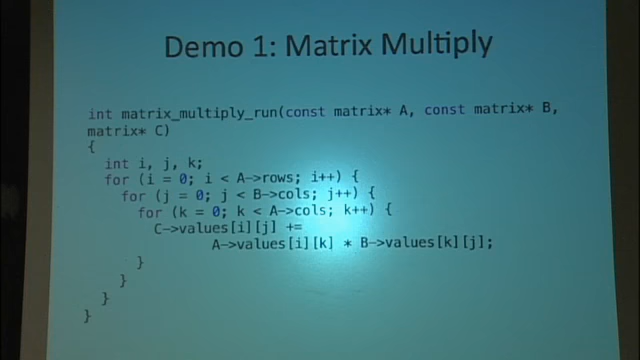 Demo 1: Matrix Multiply
int matrix_multiply_run(const matrix* A, const matrix* B,
matrix* C)
{
int i, j, k;
for (i = 0; i < A->rows; i++) {
for (j = 0; j < B->cols; j++) {
for (k = 0; k < A->cols; k++) {
C->values[i][j] +=
A->values[i][k] * B->values[k][j];
}
}
}
}